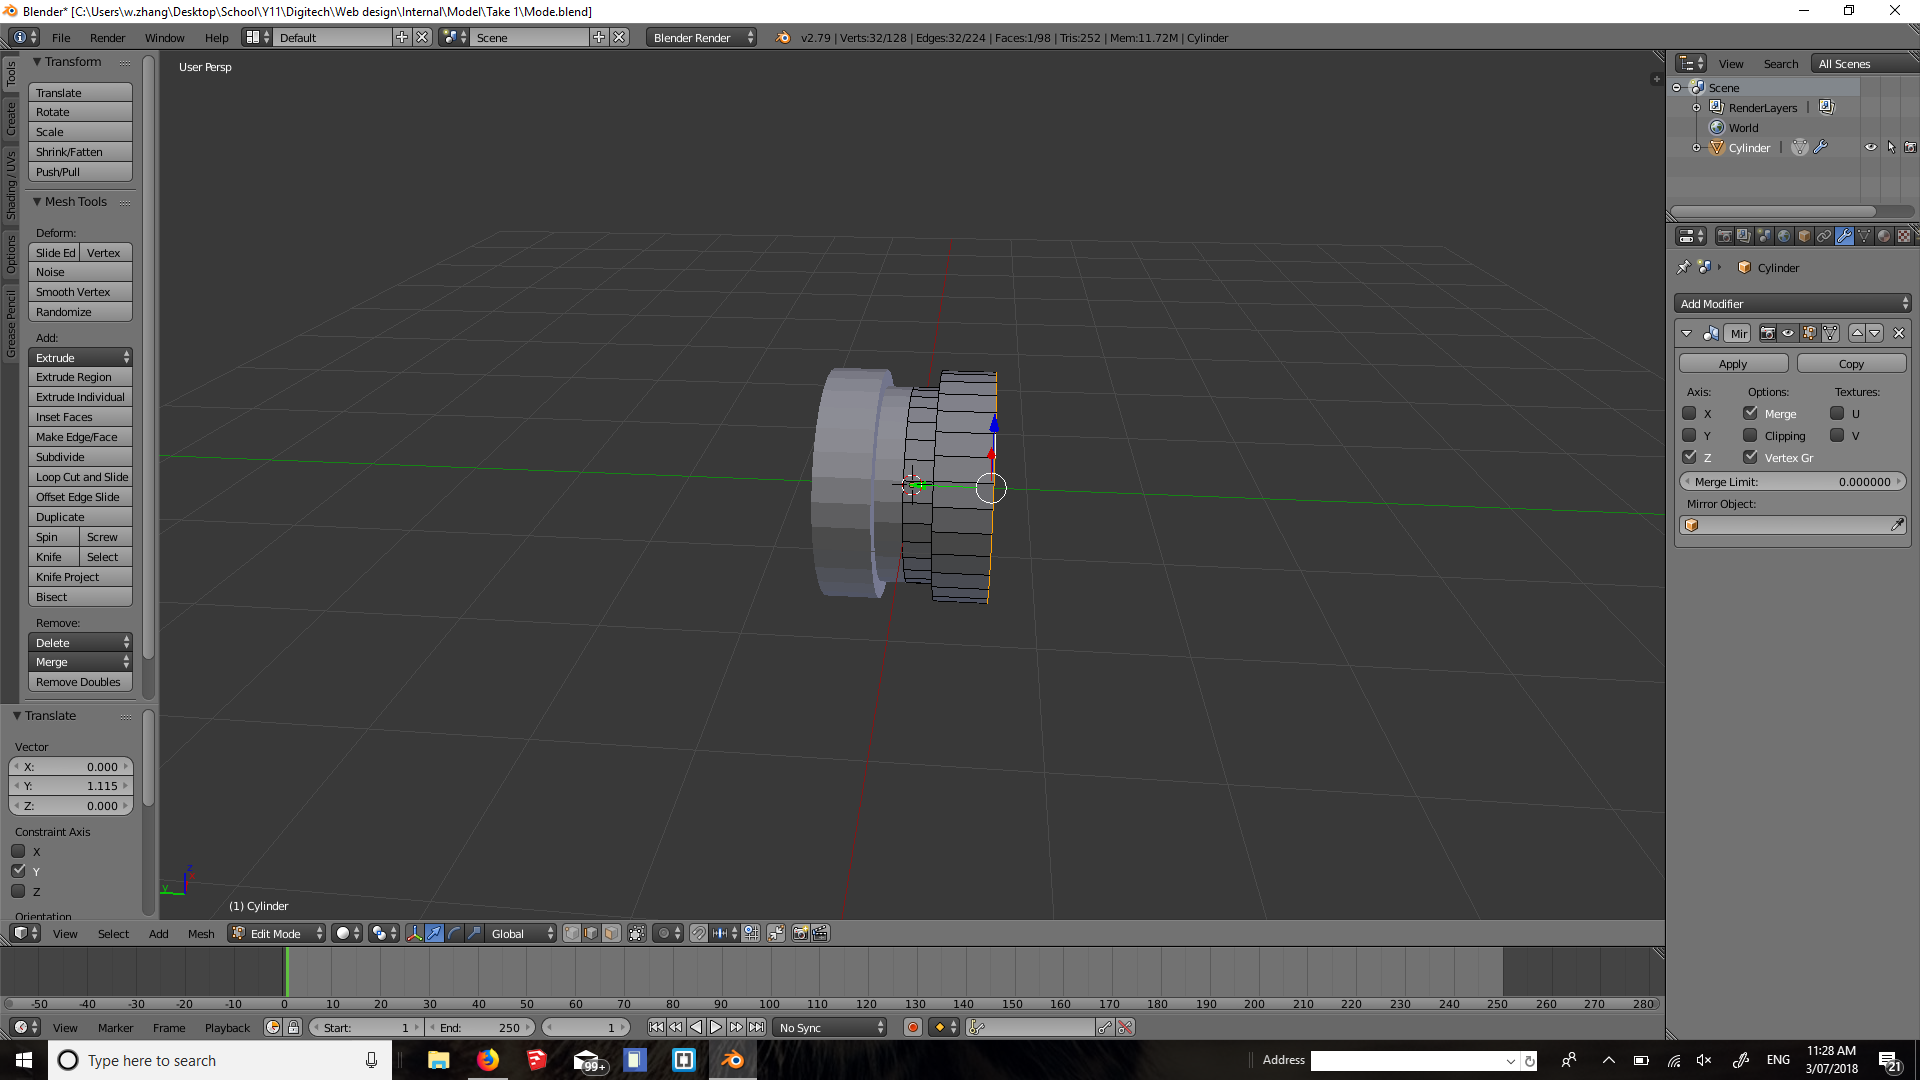 Blender* [C:\Users\w.zhang\Desktop\School\Y11\Digitech\Web design\Internal\Model\Take 1\Mode.blend]
File Render Window Help Default Scene Blender Render v2.79 | Verts:32/128 | Edges:32/224 | Faces:1/98 | Tris:252 | Mem:11.72M | Cylinder
Tools
Create
Shading / UVs
Options
Grease Pencil
Transform
Translate
Rotate
Scale
Shrink/Fatten
Push/Pull
Mesh Tools
Deform:
Slide Ed Vertex
Noise
Smooth Vertex
Randomize
Add:
Extrude
Extrude Region
Extrude Individual
Inset Faces
Make Edge/Face
Subdivide
Loop Cut and Slide
Offset Edge Slide
Duplicate
Spin Screw
Knife Select
Knife Project
Bisect
Remove:
Delete
Merge
Remove Doubles
Translate
Vector
X: 0.000
Y: 1.115
Z: 0.000
Constraint Axis
X
Y
Z
Orientation
User Persp
z
y
(1) Cylinder
View Select Add Mesh Edit Mode Global
View Search All Scenes
Scene
RenderLayers |
World
Cylinder |
Cylinder
Add Modifier
Mir
Apply Copy
Axis: Options: Textures:
X Merge U
Y Clipping V
Z Vertex Gr
Merge Limit: 0.000000
Mirror Object:
-50 -40 -30 -20 -10 0 10 20 30 40 50 60 70 80 90 100 110 120 130 140 150 160 170 180 190 200 210 220 230 240 250 260 270 280
View Marker Frame Playback Start: 1 End: 250 1 No Sync
Type here to search 99+ Address ENG 11:28 AM
3/07/2018 21